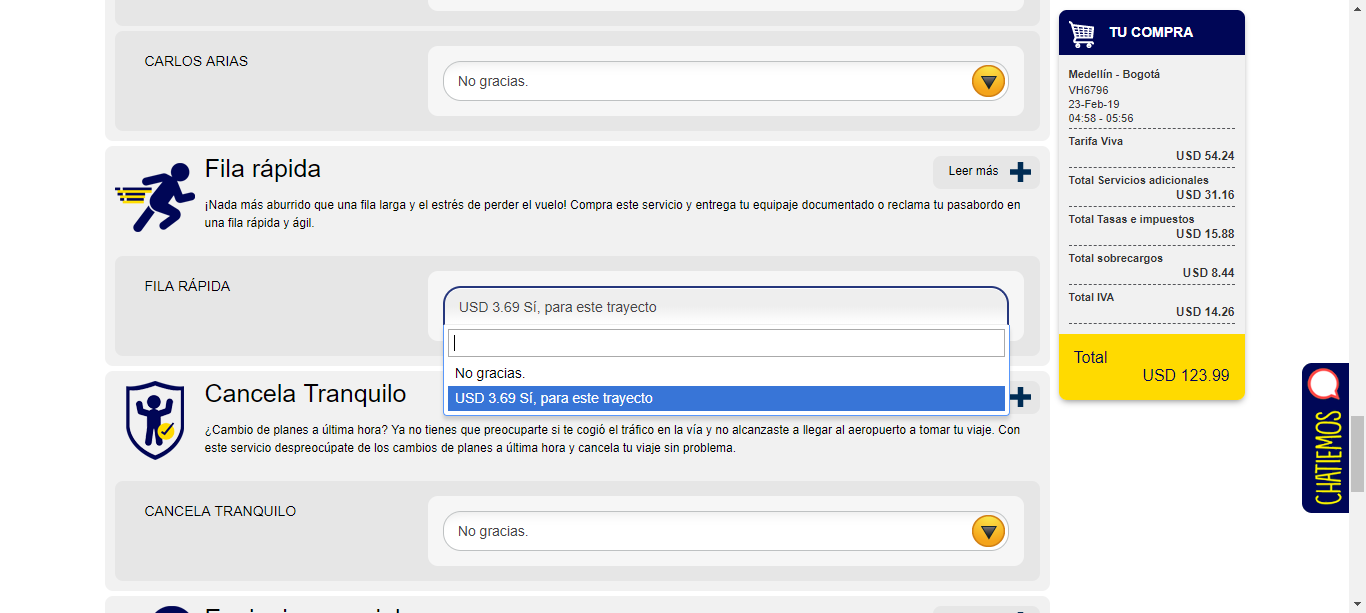 CARLOS ARIAS
No gracias.
Fila rápida
Leer más
¡Nada más aburrido que una fila larga y el estrés de perder el vuelo! Compra este servicio y entrega tu equipaje documentado o reclama tu pasabordo en
una fila rápida y ágil.
FILA RÁPIDA
USD 3.69 Sí, para este trayecto
No gracias.
USD 3.69 Sí, para este trayecto
Cancela Tranquilo
¿Cambio de planes a última hora? Ya no tienes que preocuparte si te cogió el tráfico en la vía y no alcanzaste a llegar al aeropuerto a tomar tu viaje. Con
este servicio despreocúpate de los cambios de planes a última hora y cancela tu viaje sin problema.
CANCELA TRANQUILO
No gracias.
TU COMPRA
Medellín - Bogotá
VH6796
23-Feb-19
04:58 - 05:56
Tarifa Viva
USD 54.24
Total Servicios adicionales
USD 31.16
Total Tasas e impuestos
USD 15.88
Total sobrecargos
USD 8.44
Total IVA
USD 14.26
Total
USD 123.99
CHATIEMOS